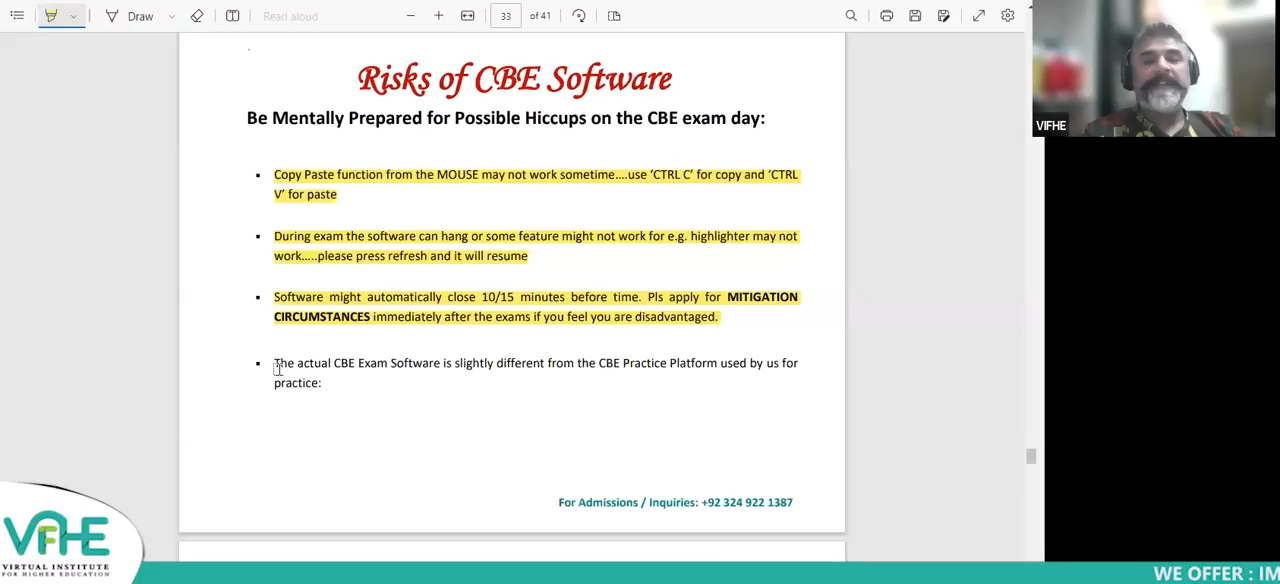 Draw
Read aloud
33
of 41
Risks of CBE Software
Be Mentally Prepared for Possible Hiccups on the CBE exam day:
Copy Paste function from the MOUSE may not work sometime....use ‘CTRL C’ for copy and ‘CTRL
V’ for paste
During exam the software can hang or some feature might not work for e.g. highlighter may not
work.....please press refresh and it will resume
Software might automatically close 10/15 minutes before time. Pls apply for MITIGATION
CIRCUMSTANCES immediately after the exams if you feel you are disadvantaged.
The actual CBE Exam Software is slightly different from the CBE Practice Platform used by us for
practice:
For Admissions / Inquiries: +92 324 922 1387
VIFHE
VIFHE
VIRTUAL INSTITUTE
FOR HIGHER EDUCATION
WE OFFER : IM